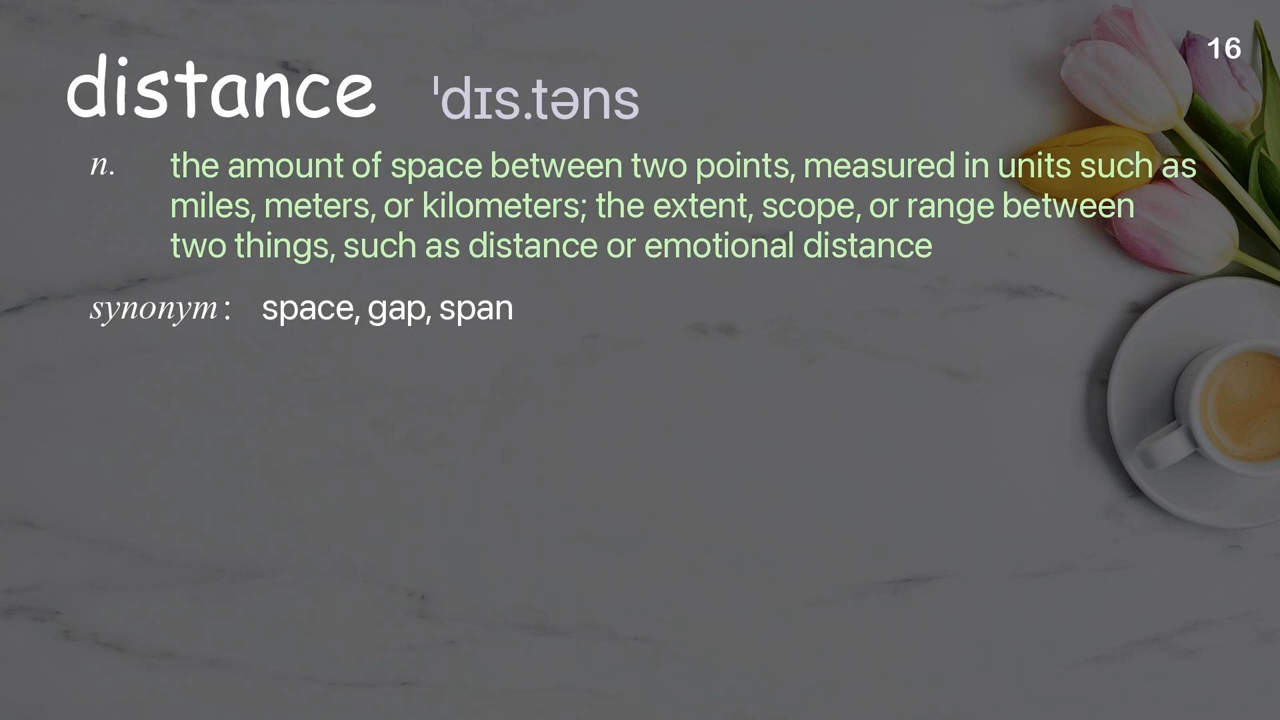 16
distance ˈdɪs.təns
n. the amount of space between two points, measured in units such as
miles, meters, or kilometers; the extent, scope, or range between
two things, such as distance or emotional distance
synonym: space, gap, span